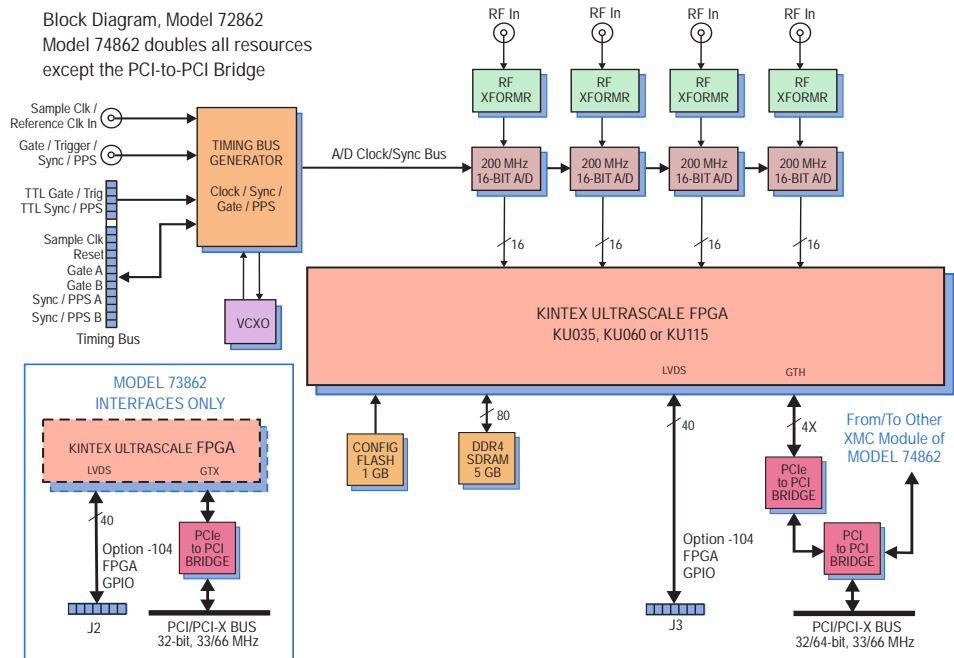 Block Diagram, Model 72862
Model 74862 doubles all resources
except the PCI-to-PCI Bridge
RF In
RF In
RF In
RF In
RF
XFORMR
RF
XFORMR
RF
XFORMR
RF
XFORMR
Sample Clk /
Reference Clk In
Gate / Trigger /
Sync / PPS
TTL Gate / Trig
TTL Sync / PPS
Sample Clk
Reset
Gate A
Gate B
Sync / PPS A
Sync / PPS B
Timing Bus
TIMING BUS
GENERATOR
Clock / Sync /
Gate / PPS
VCXO
A/D Clock/Sync Bus
200 MHz
16-BIT A/D
200 MHz
16-BIT A/D
200 MHz
16-BIT A/D
200 MHz
16-BIT A/D
16
16
16
16
KINTEX ULTRASCALE FPGA
KU035, KU060 or KU115
LVDS
GTH
CONFIG
FLASH
1 GB
80
DDR4
SDRAM
5 GB
40
Option -104
FPGA
GPIO
J3
4X
PCIe
to PCI
BRIDGE
From/To Other
XMC Module of
MODEL 74862
PCI
to PCI
BRIDGE
PCI/PCI-X BUS
32/64-bit, 33/66 MHz
MODEL 73862
INTERFACES ONLY
KINTEX ULTRASCALE FPGA
LVDS
GTX
40
Option -104
FPGA
GPIO
J2
PCIe
to PCI
BRIDGE
PCI/PCI-X BUS
32-bit, 33/66 MHz